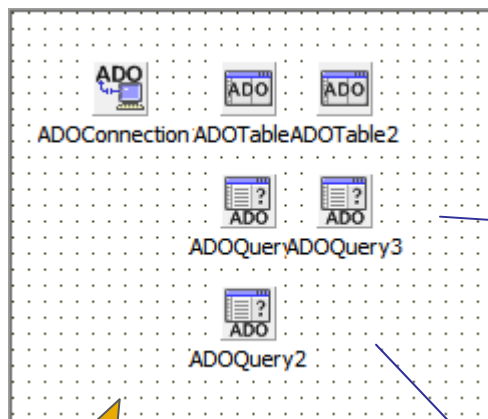 ADO ADO ADO
ADOConnection ADOTable ADOTable2
? ADO ? ADO
ADOQuery ADOQuery3
? ADO
ADOQuery2